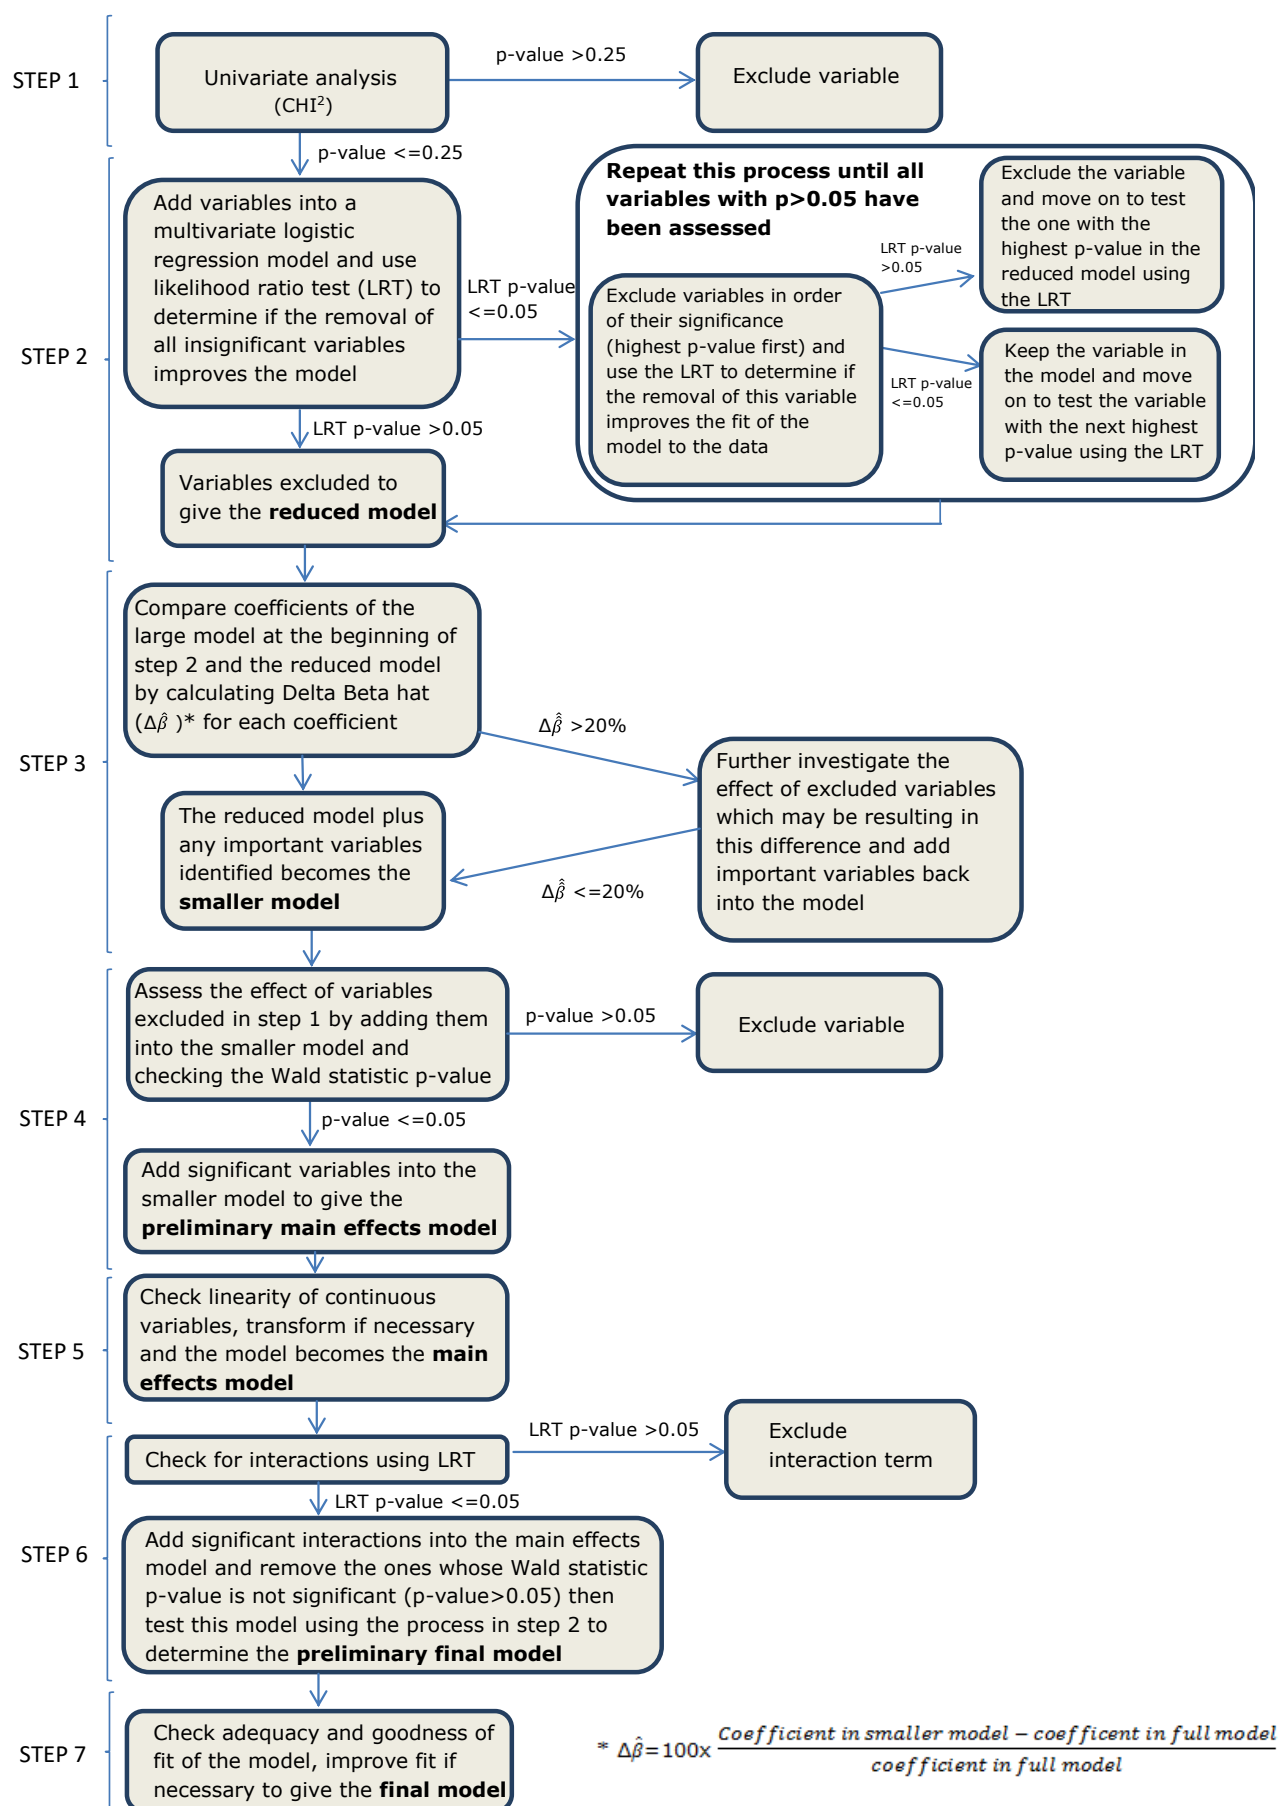 STEP 1
Univariate analysis
(CHI²)
p-value >0.25
Exclude variable
p-value <=0.25
STEP 2
Add variables into a
multivariate logistic
regression model and use
likelihood ratio test (LRT) to
determine if the removal of
all insignificant variables
improves the model
LRT p-value
<=0.05
Repeat this process until all
variables with p>0.05 have
been assessed
Exclude variables in order
of their significance
(highest p-value first) and
use the LRT to determine if
the removal of this variable
improves the fit of the
model to the data
LRT p-value
>0.05
Exclude the variable
and move on to test
the one with the
highest p-value in the
reduced model using
the LRT
LRT p-value
<=0.05
Keep the variable in
the model and move
on to test the variable
with the next highest
p-value using the LRT
LRT p-value >0.05
Variables excluded to
give the reduced model
STEP 3
Compare coefficients of the
large model at the beginning of
step 2 and the reduced model
by calculating Delta Beta hat
(Δβ̂ )* for each coefficient
Δβ̂ >20%
Further investigate the
effect of excluded variables
which may be resulting in
this difference and add
important variables back
into the model
Δβ̂ <=20%
The reduced model plus
any important variables
identified becomes the
smaller model
STEP 4
Assess the effect of variables
excluded in step 1 by adding them
into the smaller model and
checking the Wald statistic p-value
p-value >0.05
Exclude variable
p-value <=0.05
Add significant variables into the
smaller model to give the
preliminary main effects model
STEP 5
Check linearity of continuous
variables, transform if necessary
and the model becomes the main
effects model
STEP 6
Check for interactions using LRT
LRT p-value >0.05
Exclude
interaction term
LRT p-value <=0.05
Add significant interactions into the main effects
model and remove the ones whose Wald statistic
p-value is not significant (p-value>0.05) then
test this model using the process in step 2 to
determine the preliminary final model
STEP 7
Check adequacy and goodness of
fit of the model, improve fit if
necessary to give the final model
* Δβ̂=100x Coefficient in smaller model − coefficent in full model
coefficient in full model